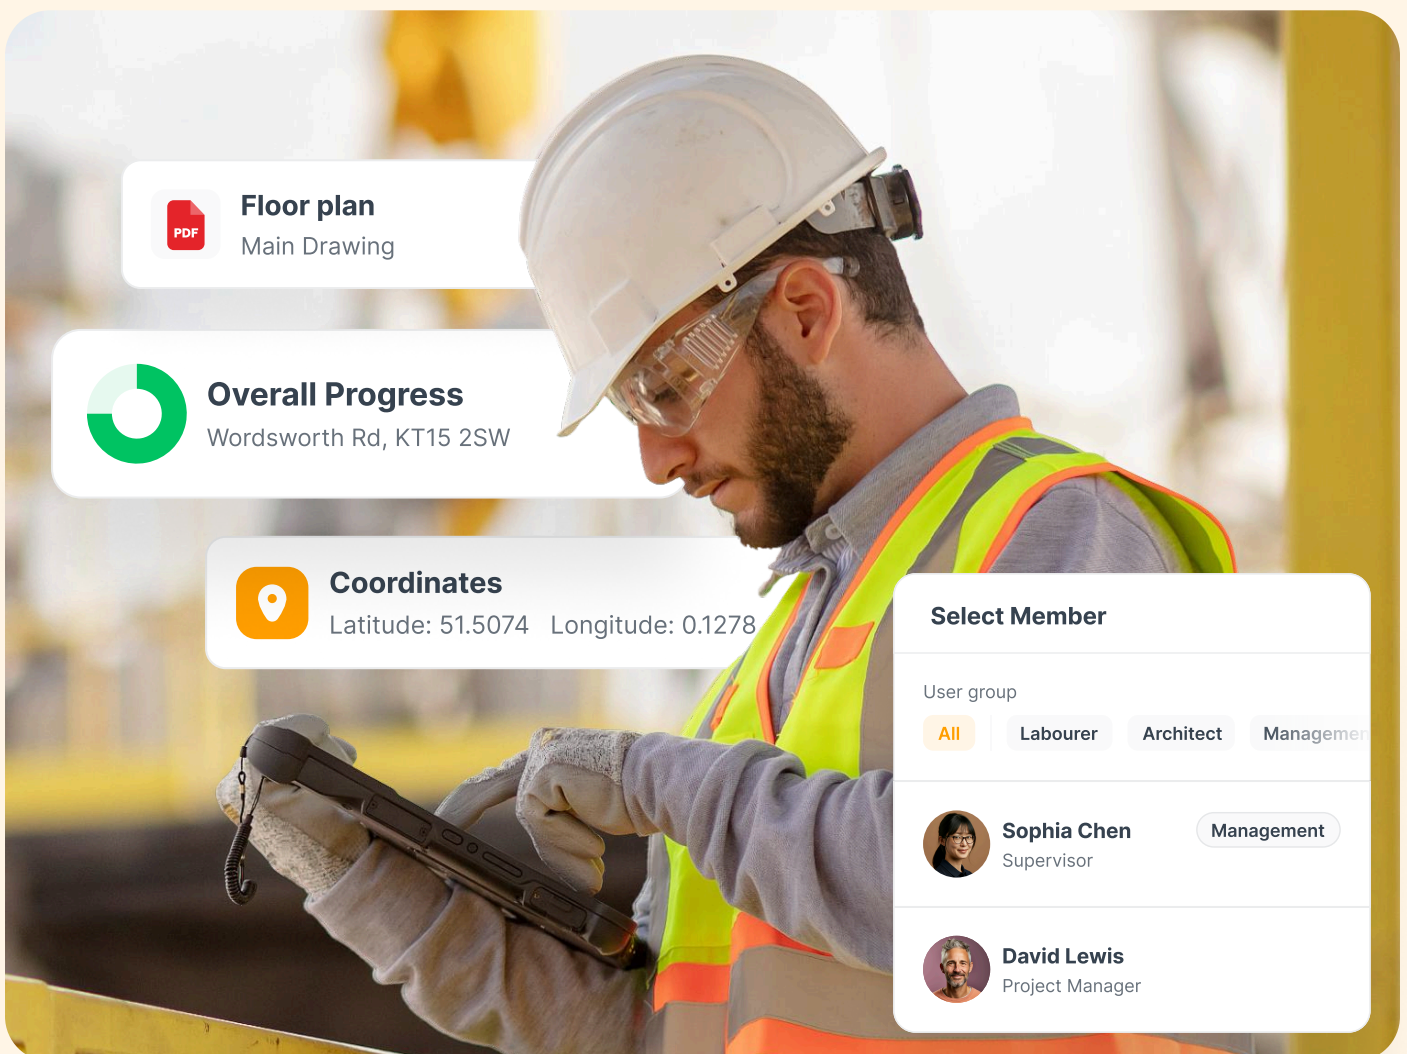 PDF
Floor plan
Main Drawing
Overall Progress
Wordsworth Rd, KT15 2SW
Coordinates
Latitude: 51.5074 Longitude: 0.1278
Select Member
User group
All Labourer Architect Managemen
Sophia Chen Management
Supervisor
David Lewis
Project Manager